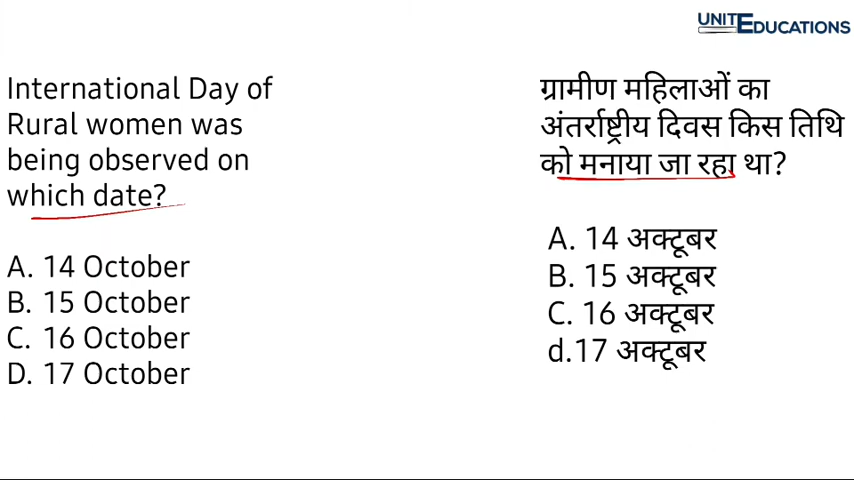 UNITEDUCATIONS
International Day of
Rural women was
being observed on
which date?
A. 14 October
B. 15 October
C. 16 October
D. 17 October
ग्रामीण महिलाओं का
अंतर्राष्ट्रीय दिवस किस तिथि
को मनाया जा रहा था?
A. 14 अक्टूबर
B. 15 अक्टूबर
C. 16 अक्टूबर
d.17 अक्टूबर